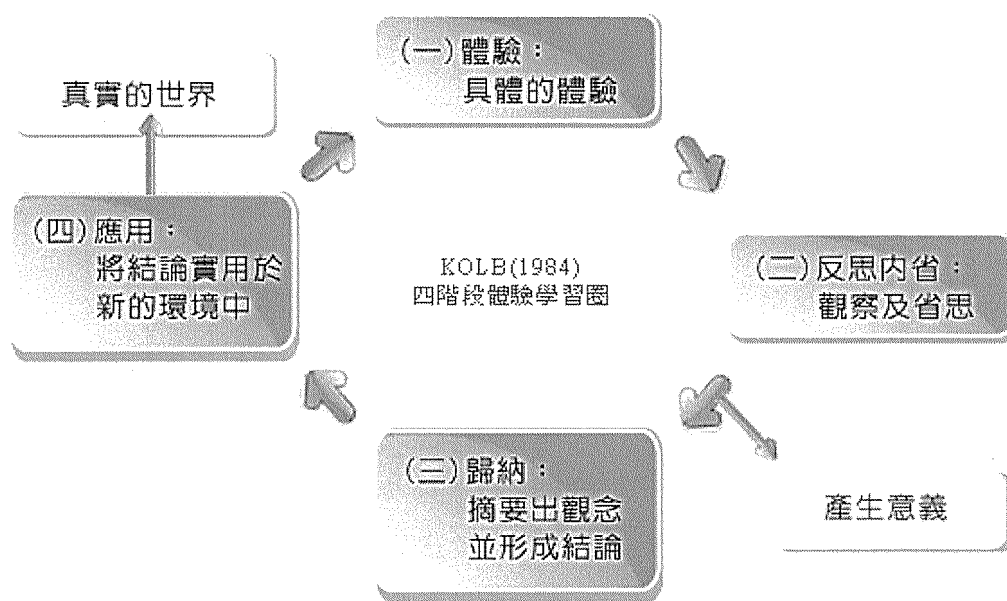 (一)體驗：
具體的體驗
真實的世界
(四)應用：
將結論實用於
新的環境中
KOLB(1984)
四階段體驗學習圈
(二)反思內省：
觀察及省思
(三)歸納：
摘要出觀念
並形成結論
產生意義